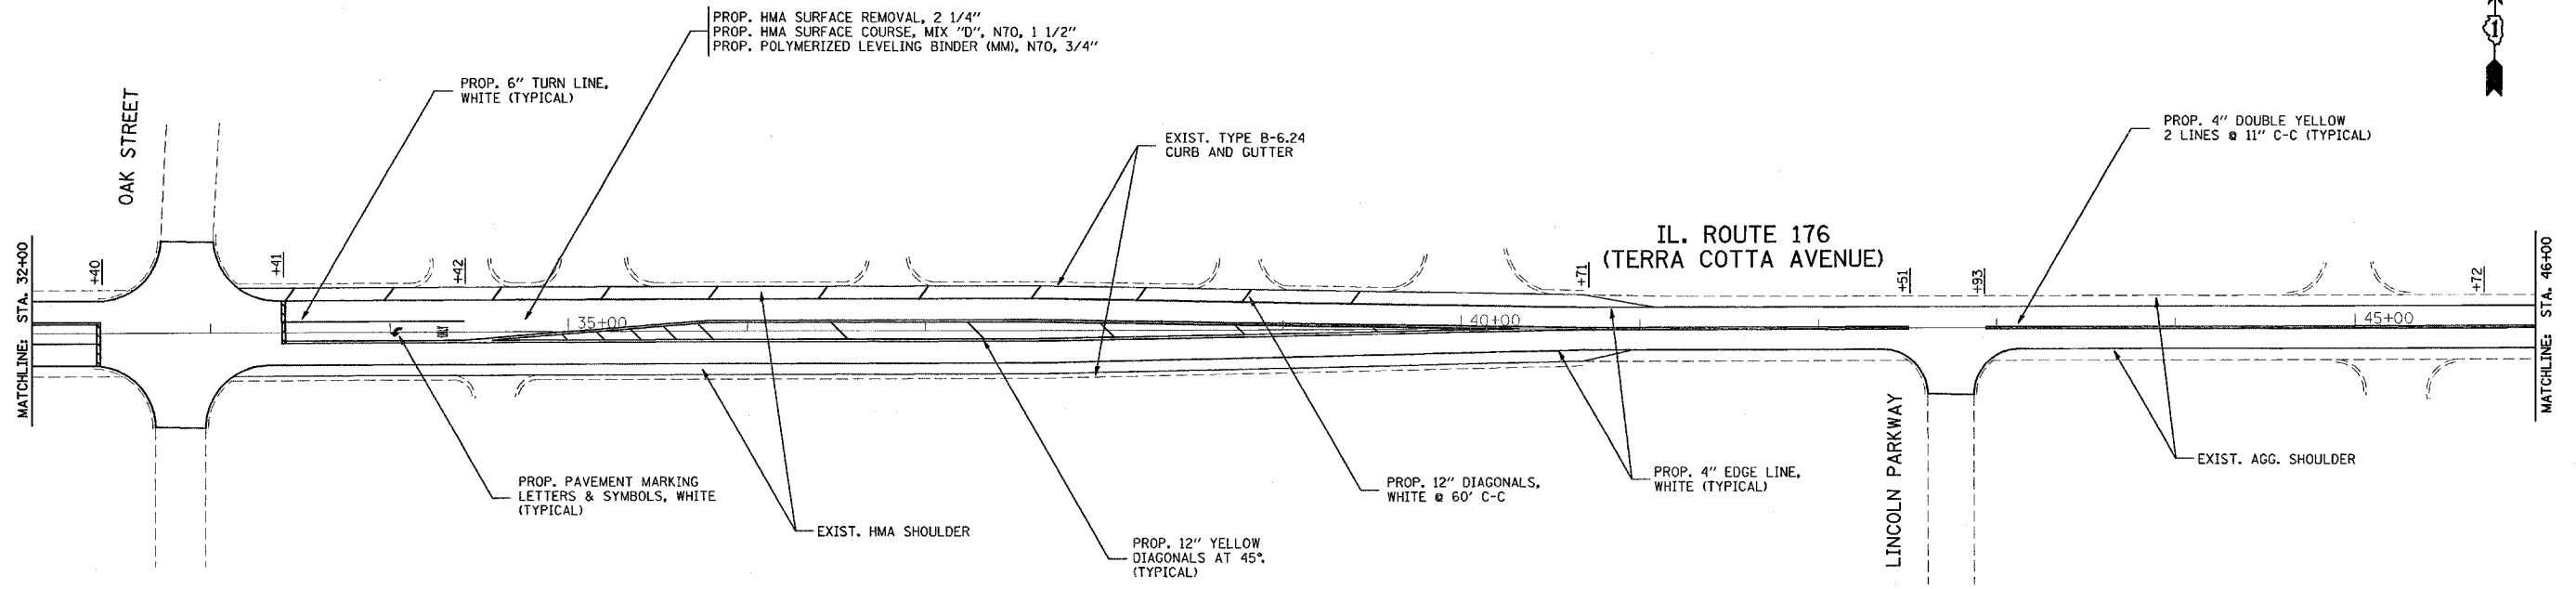 PROP. HMA SURFACE REMOVAL, 2 1/4"
PROP. HMA SURFACE COURSE, MIX "D", N70, 1 1/2"
PROP. POLYMERIZED LEVELING BINDER (MM), N70, 3/4"
PROP. 6" TURN LINE,
WHITE (TYPICAL)
OAK STREET
EXIST. TYPE B-6.24
CURB AND GUTTER
PROP. 4" DOUBLE YELLOW
2 LINES @ 11" C-C (TYPICAL)
IL. ROUTE 176
(TERRA COTTA AVENUE)
MATCHLINE: STA. 32+00
+40
+41
+42
+71
+51
+93
+72
MATCHLINE: STA. 46+00
ONLY
35+00
40+00
45+00
PROP. PAVEMENT MARKING
LETTERS & SYMBOLS, WHITE
(TYPICAL)
EXIST. HMA SHOULDER
PROP. 12" YELLOW
DIAGONALS AT 45°.
(TYPICAL)
PROP. 12" DIAGONALS,
WHITE @ 60' C-C
PROP. 4" EDGE LINE,
WHITE (TYPICAL)
LINCOLN PARKWAY
EXIST. AGG. SHOULDER